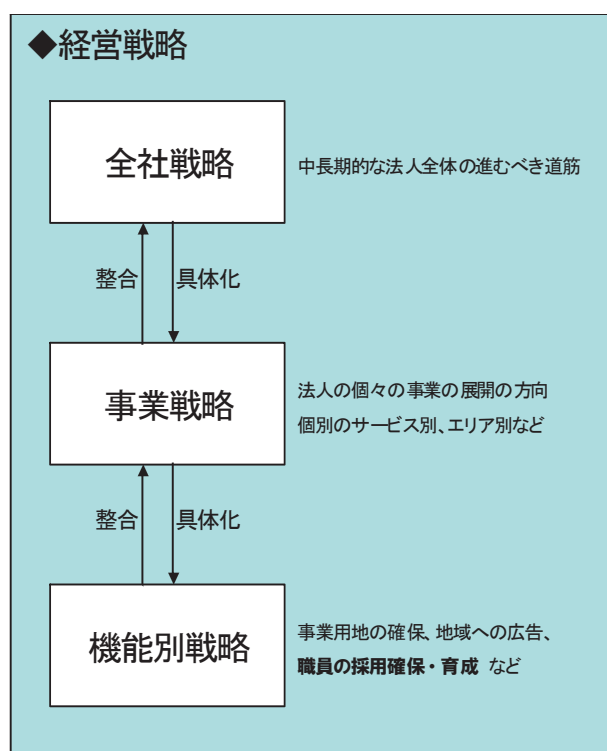 ◆経営戦略
全社戦略
中長期的な法人全体の進むべき道筋
整合
具体化
事業戦略
法人の個々の事業の展開の方向
個別のサービス別、エリア別など
整合
具体化
機能別戦略
事業用地の確保、地域への広告、
職員の採用確保・育成 など